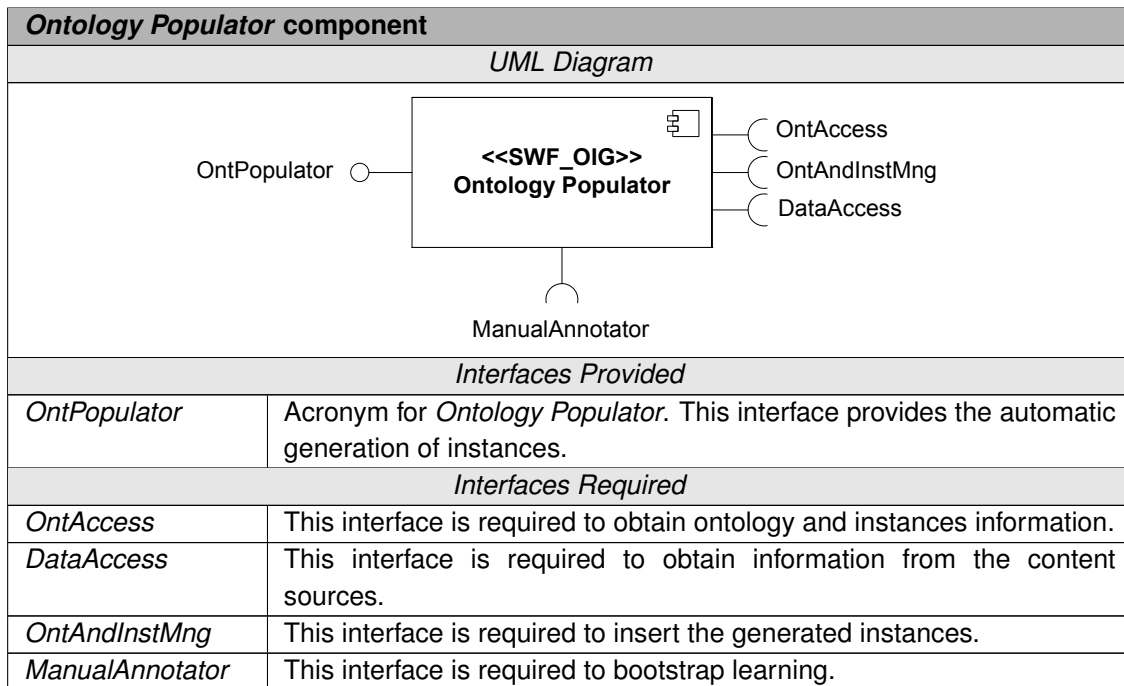 Ontology Populator component
UML Diagram
OntPopulator
<<SWF_OIG>>
Ontology Populator
OntAccess
OntAndInstMng
DataAccess
ManualAnnotator
Interfaces Provided
OntPopulator
Acronym for Ontology Populator. This interface provides the automatic
generation of instances.
Interfaces Required
OntAccess
This interface is required to obtain ontology and instances information.
DataAccess
This interface is required to obtain information from the content
sources.
OntAndInstMng
This interface is required to insert the generated instances.
ManualAnnotator
This interface is required to bootstrap learning.